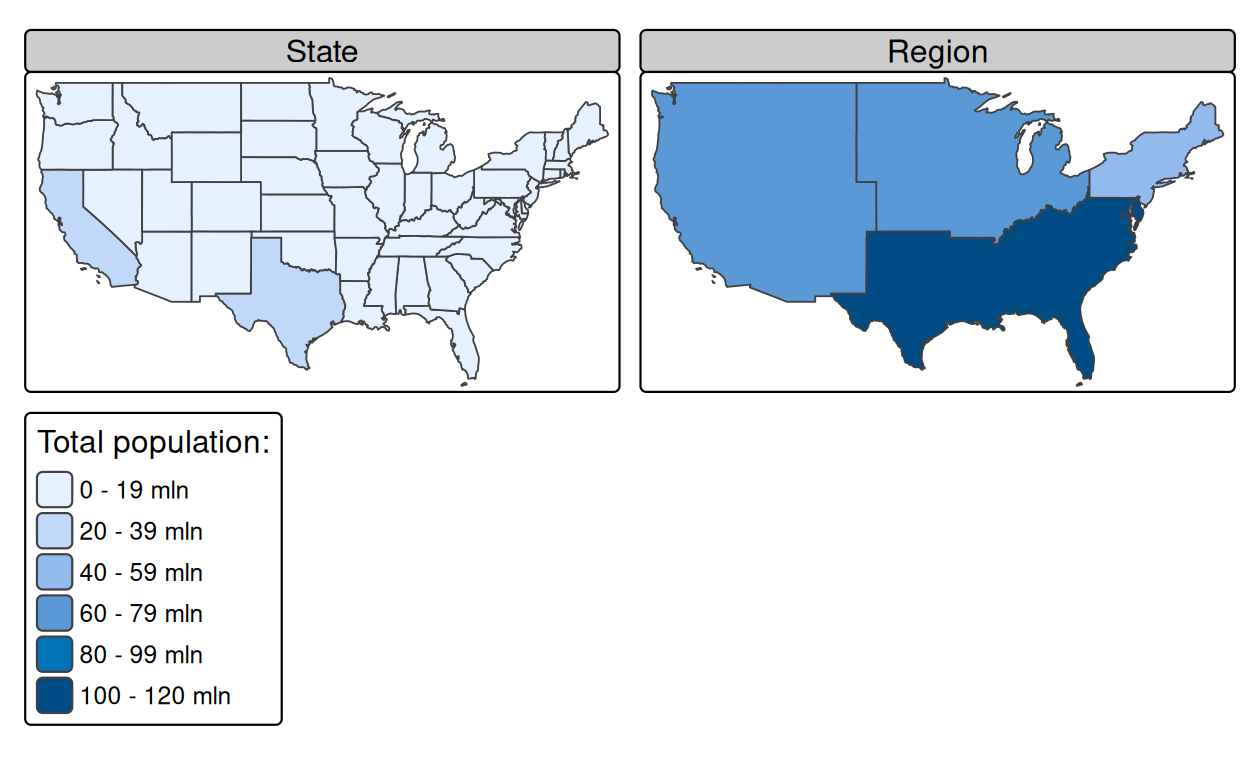 State
Region
Total population:
0 - 19 mln
20 - 39 mln
40 - 59 mln
60 - 79 mln
80 - 99 mln
100 - 120 mln